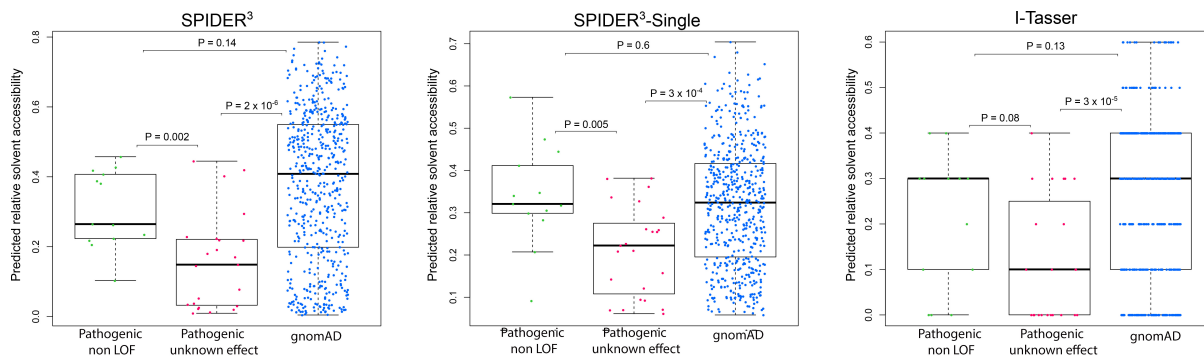 SPIDER³
Predicted relative solvent accessibility
0.8
0.6
0.4
0.2
0.0
P = 0.14
P = 2 x 10⁻⁶
P = 0.002
Pathogenic
non LOF
Pathogenic
unknown effect
gnomAD
SPIDER³-Single
Predicted relative solvent accessibility
0.7
0.6
0.5
0.4
0.3
0.2
0.1
P = 0.6
P = 3 x 10⁻⁴
P = 0.005
Pathogenic
non LOF
Pathogenic
unknown effect
gnomAD
I-Tasser
Predicted relative solvent accessibility
0.6
0.5
0.4
0.3
0.2
0.1
0.0
P = 0.13
P = 3 x 10⁻⁵
P = 0.08
Pathogenic
non LOF
Pathogenic
unknown effect
gnomAD